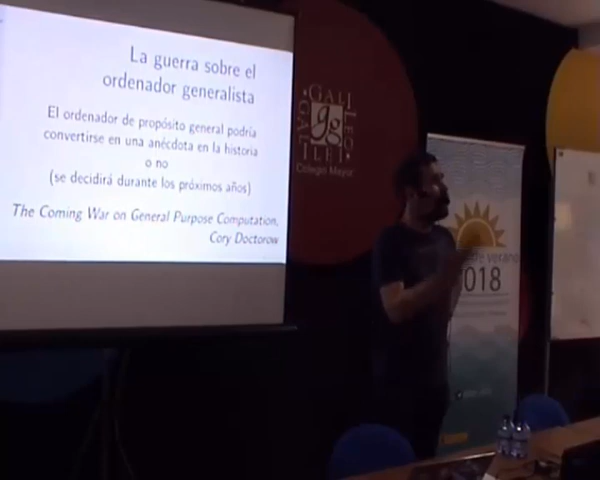 La guerra sobre el
ordenador generalista
El ordenador de propósito general podría
convertirse en una anécdota en la historia
o no
(se decidirá durante los próximos años)
The Coming War on General Purpose Computation,
Cory Doctorow
GALILEO GALILEI
gg
Colegio Mayor
verano
2018